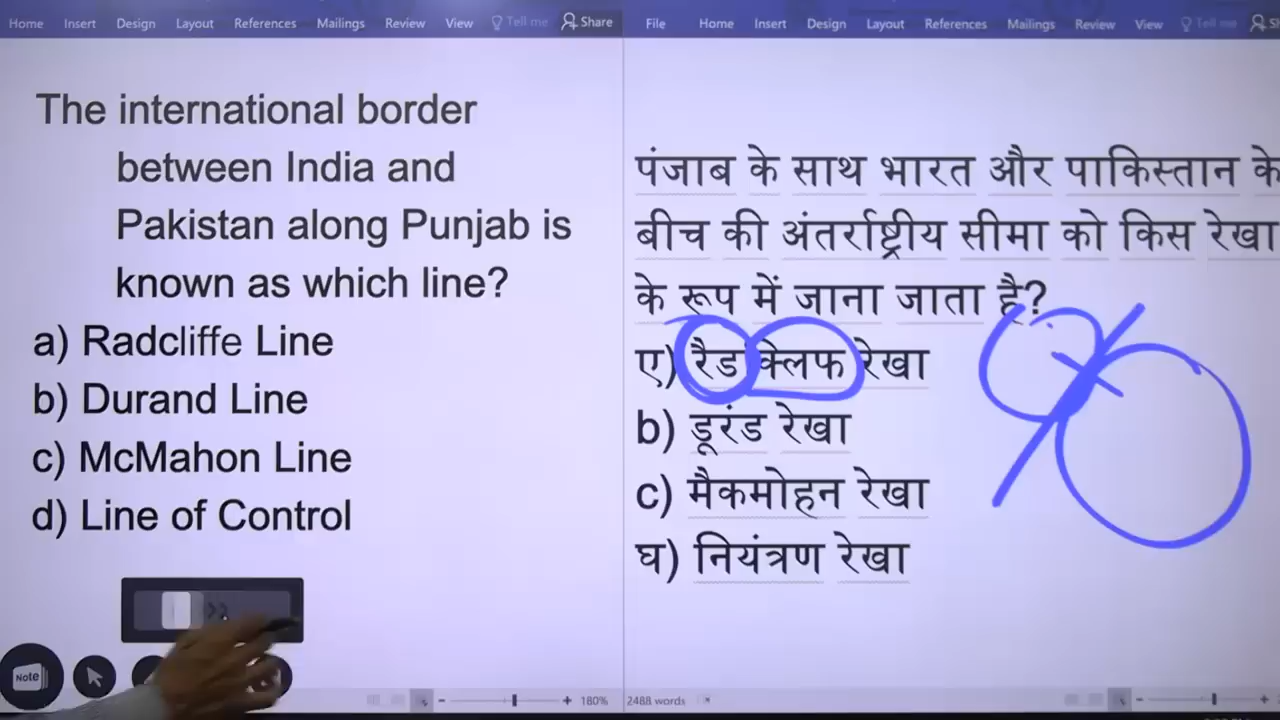 Home Insert Design Layout References Mailings Review View Tell me Share
The international border
between India and
Pakistan along Punjab is
known as which line?
a) Radcliffe Line
b) Durand Line
c) McMahon Line
d) Line of Control
Note
180%
File Home Insert Design Layout References Mailings Review View Tell me
पंजाब के साथ भारत और पाकिस्तान के
बीच की अंतर्राष्ट्रीय सीमा को किस रेखा
के रूप में जाना जाता है?
ए) रैड क्लिफ रेखा
b) डूरंड रेखा
c) मैकमोहन रेखा
घ) नियंत्रण रेखा
2488 words